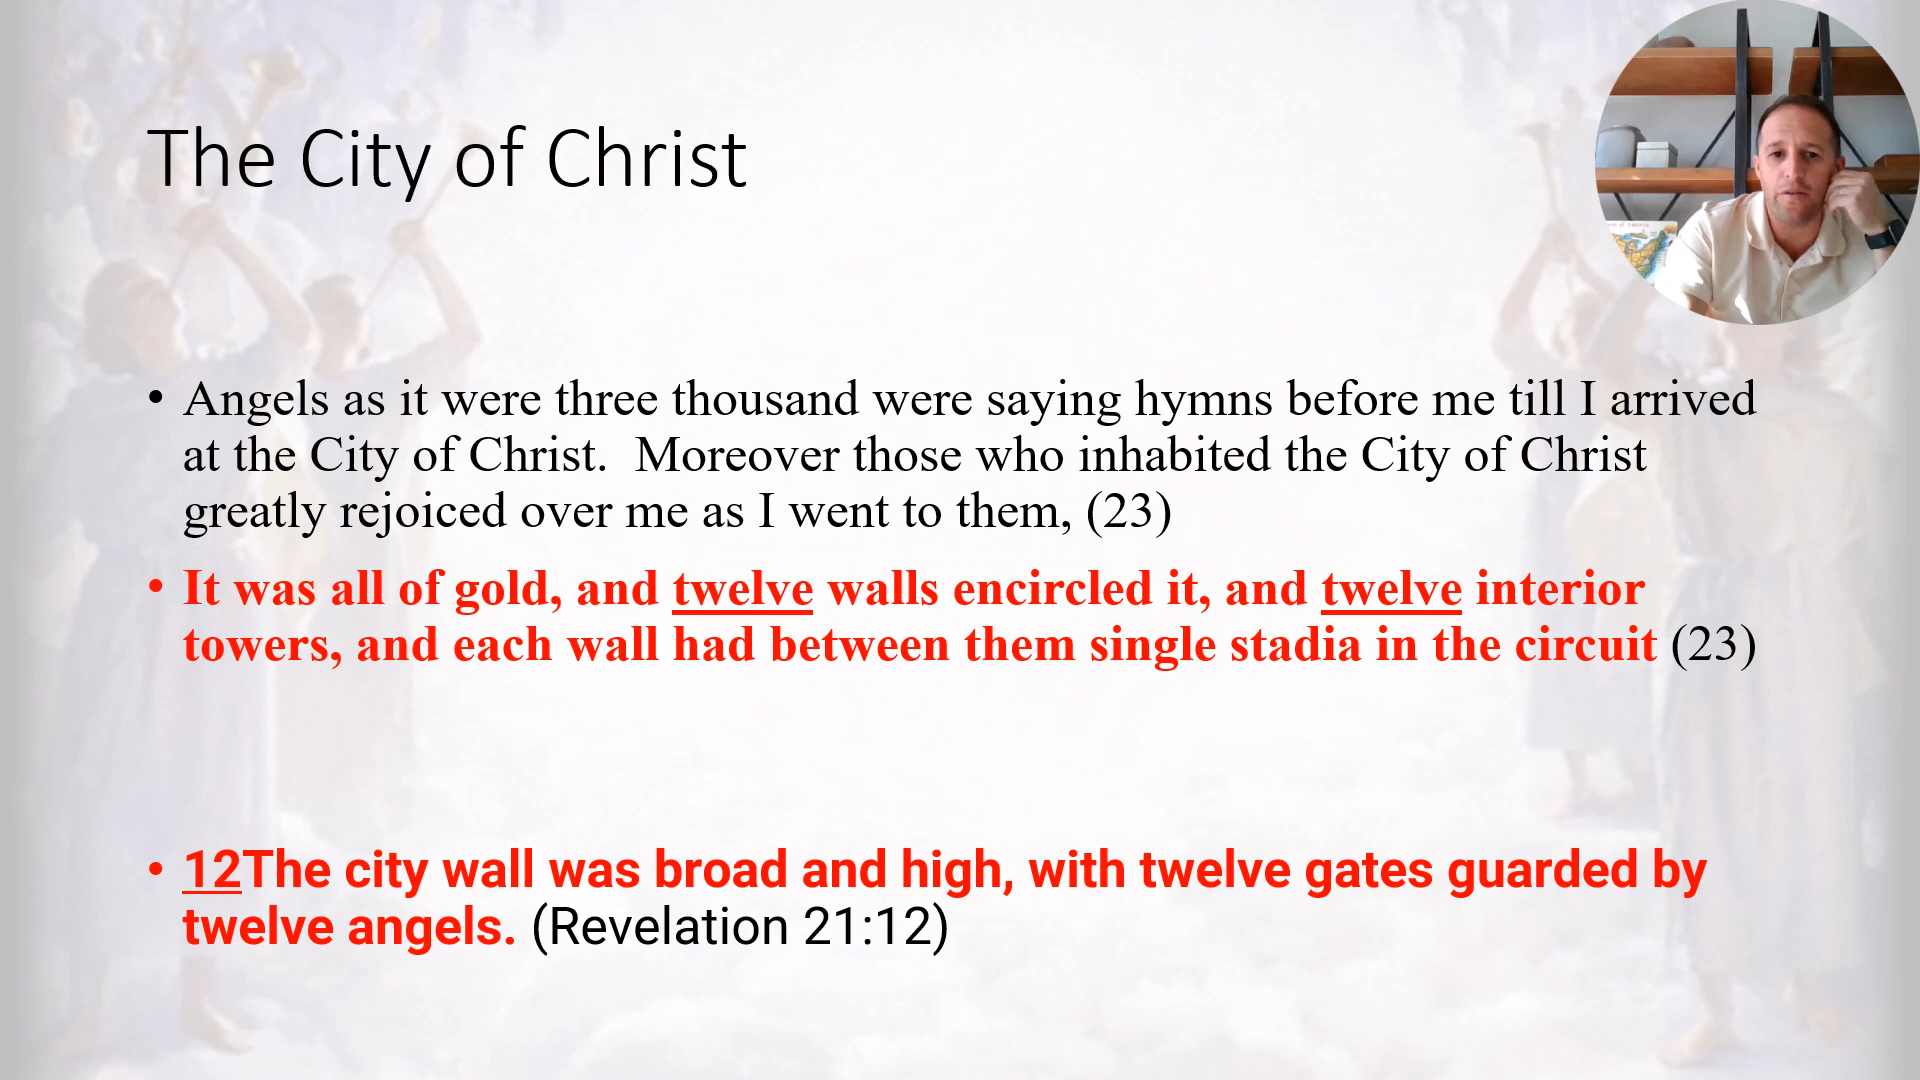 The City of Christ
• Angels as it were three thousand were saying hymns before me till I arrived
at the City of Christ.  Moreover those who inhabited the City of Christ
greatly rejoiced over me as I went to them, (23)
• It was all of gold, and twelve walls encircled it, and twelve interior
towers, and each wall had between them single stadia in the circuit (23)
• 12The city wall was broad and high, with twelve gates guarded by
twelve angels. (Revelation 21:12)